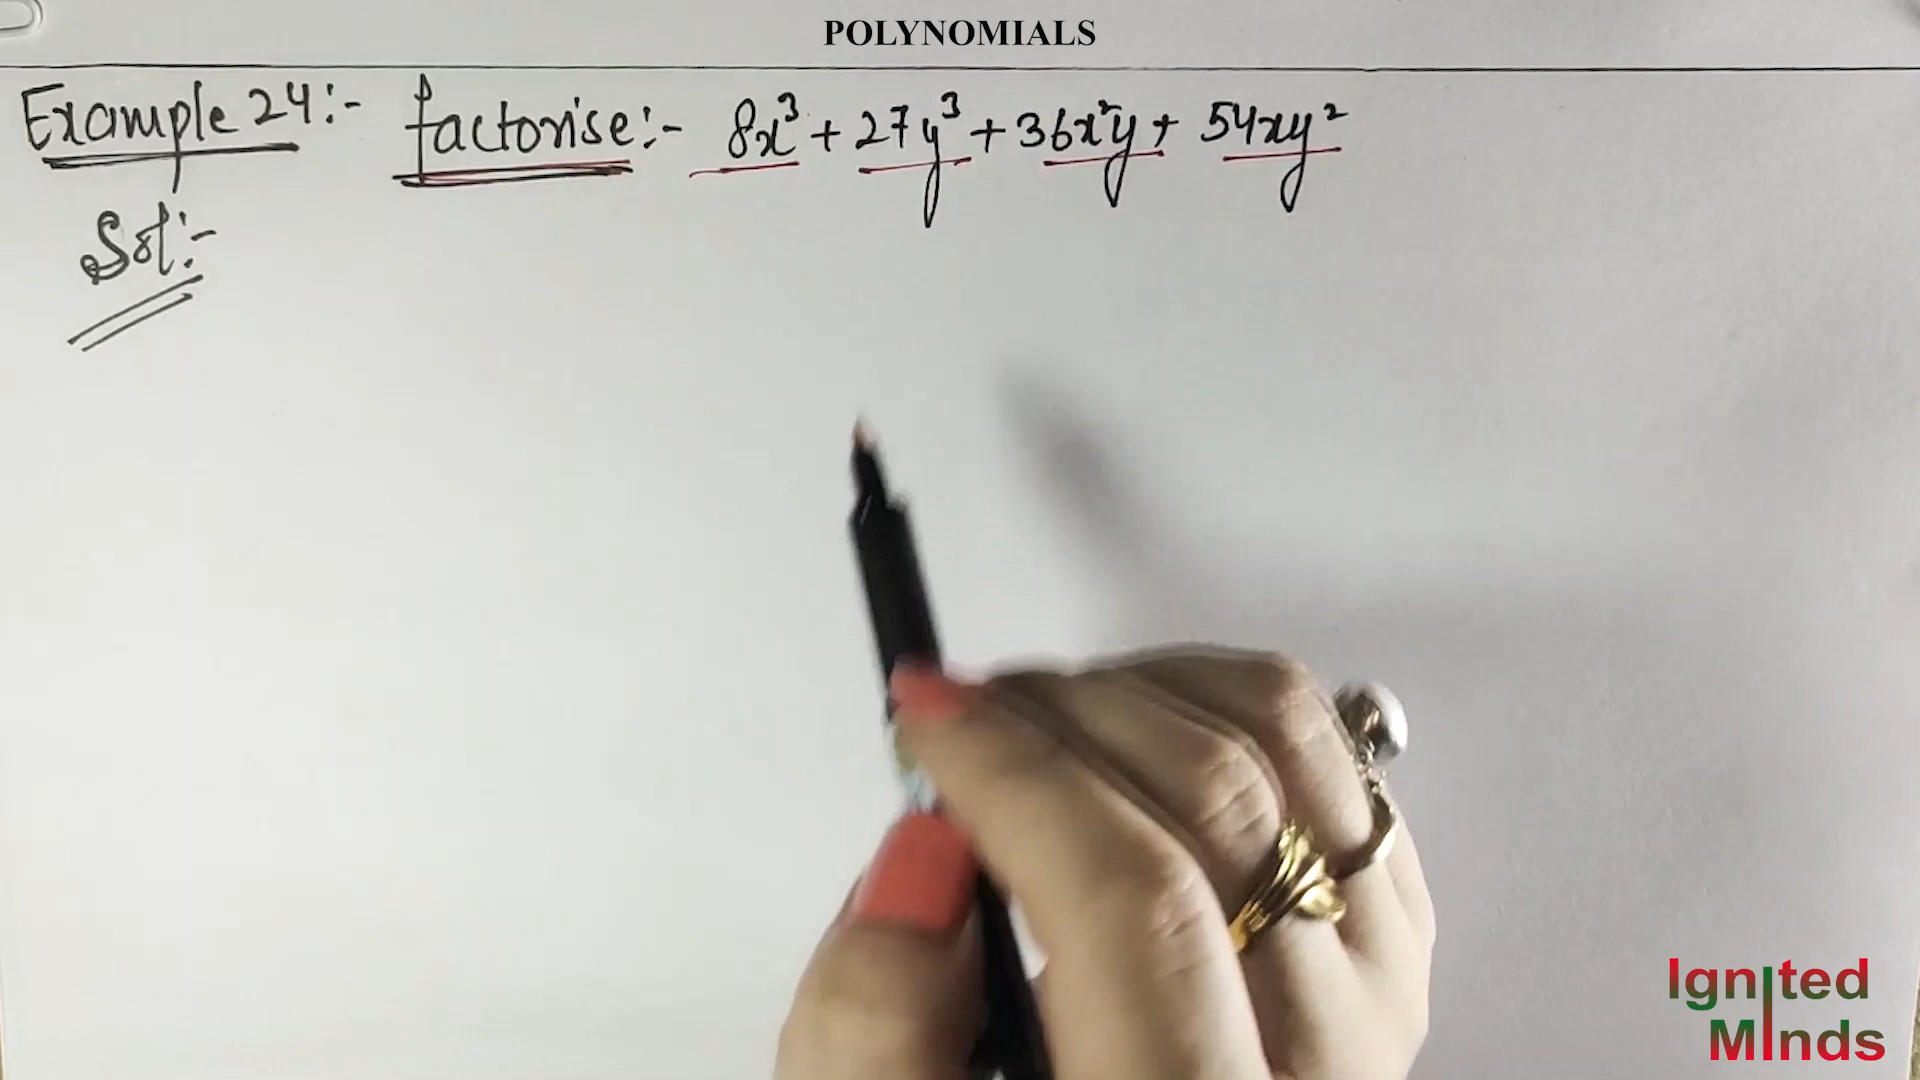 POLYNOMIALS
Example 24:- factorise:- 8x³ + 27y³ + 36x²y + 54xy²
Sol:-
Ignited
Minds